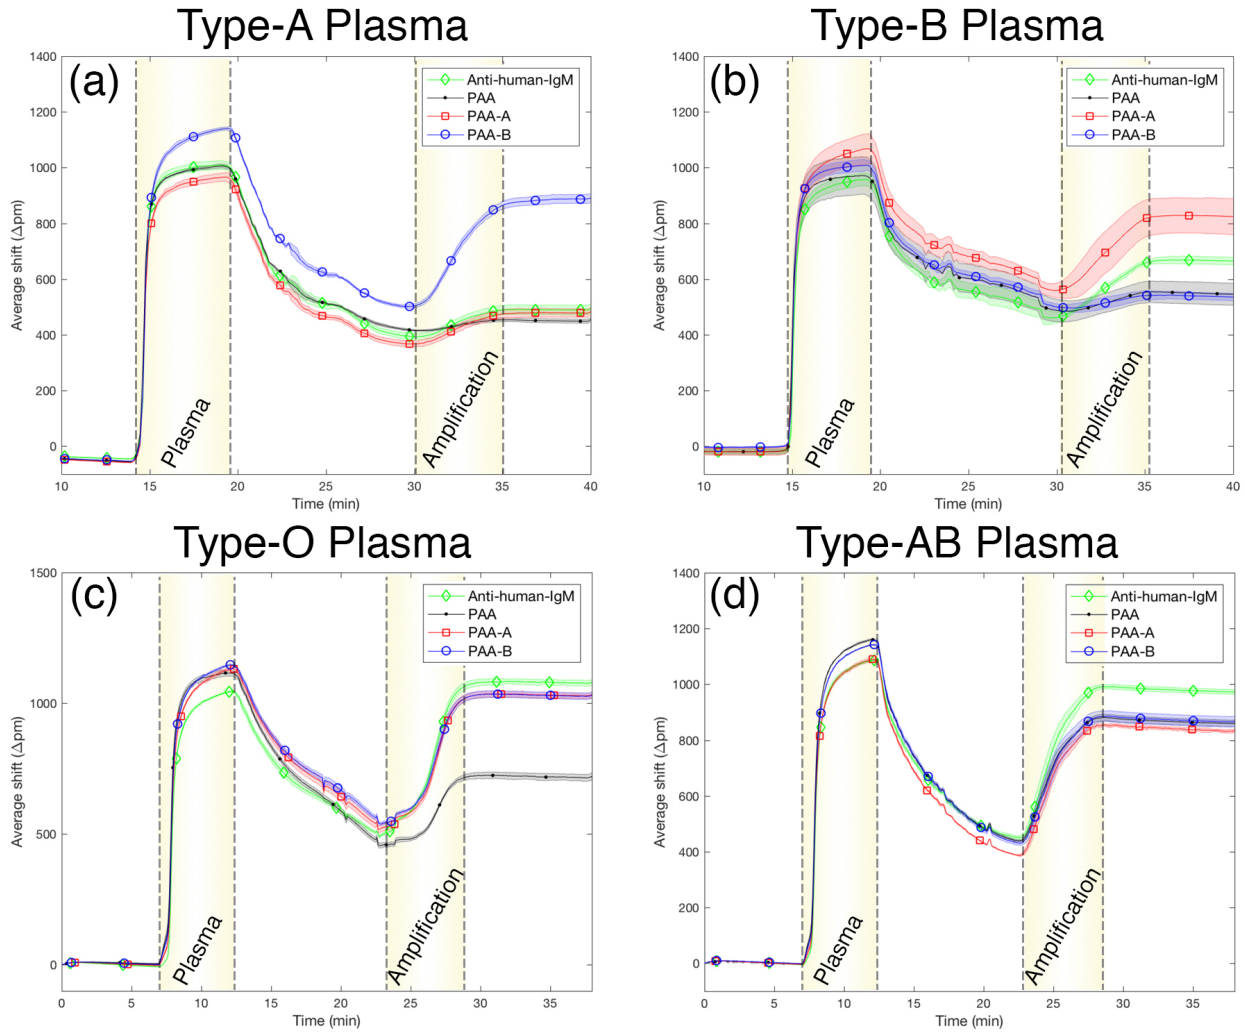 Type-A Plasma
(a)
Anti-human-IgM
PAA
PAA-A
PAA-B
1400
1200
1000
800
600
400
200
0
Average shift (Δpm)
Plasma
Amplification
10
15
20
25
30
35
40
Time (min)
Type-B Plasma
(b)
Anti-human-IgM
PAA
PAA-A
PAA-B
1400
1200
1000
800
600
400
200
0
Average shift (Δpm)
Plasma
Amplification
10
15
20
25
30
35
40
Time (min)
Type-O Plasma
(c)
Anti-human-IgM
PAA
PAA-A
PAA-B
1500
1000
500
0
Average shift (Δpm)
Plasma
Amplification
0
5
10
15
20
25
30
35
Time (min)
Type-AB Plasma
(d)
Anti-human-IgM
PAA
PAA-A
PAA-B
1400
1200
1000
800
600
400
200
0
Average shift (Δpm)
Plasma
Amplification
0
5
10
15
20
25
30
35
Time (min)